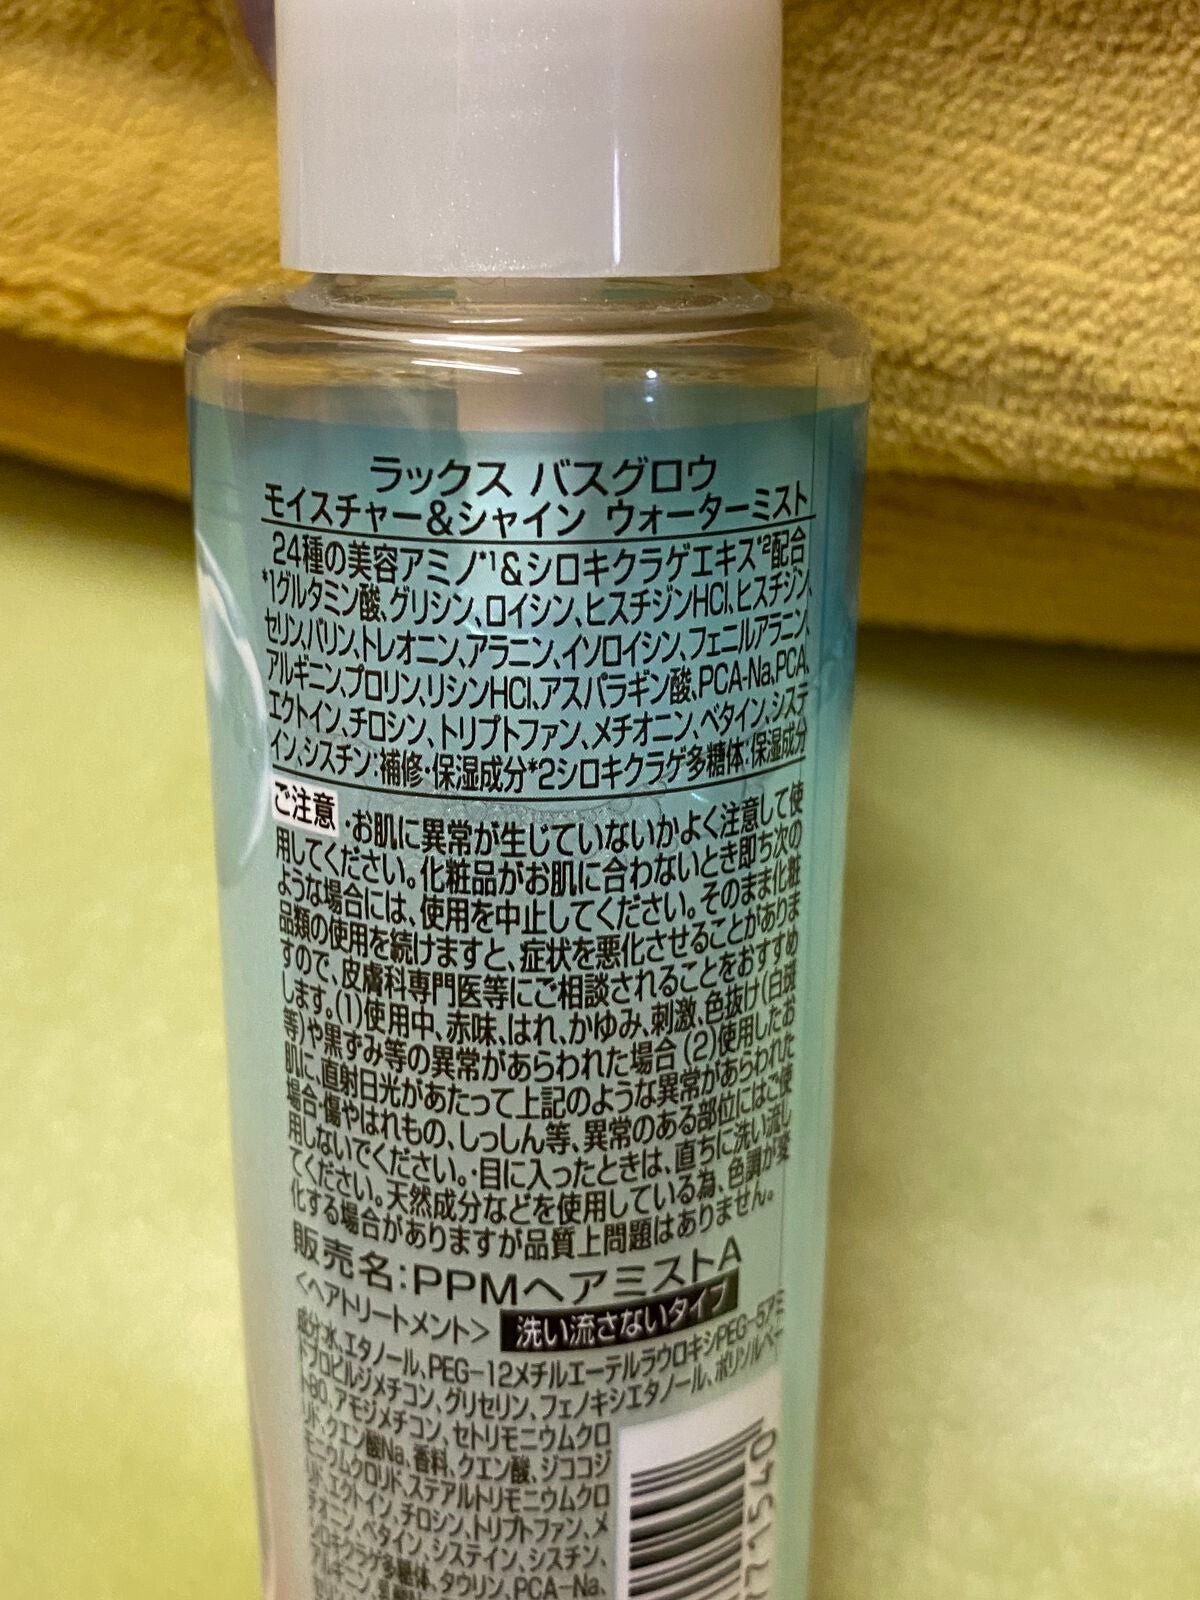 ラックス バスグロウ
モイスチャー&シャイン ウォーターミスト
24種の美容アミノ*1&シロキクラゲエキス*2配合
*1グルタミン酸、グリシン、ロイシン、ヒスチジンHCl、ヒスチジン、
セリン、バリン、トレオニン、アラニン、イソロイシン、フェニルアラニン、
アルギニン、プロリン、リシンHCl、アスパラギン酸、PCA-Na、PCA、
エクトイン、チロシン、トリプトファン、メチオニン、ベタイン、システ
イン、シスチン:補修・保湿成分*2シロキクラゲ多糖体:保湿成分
ご注意 ・お肌に異常が生じていないかよく注意して使
用してください。化粧品がお肌に合わないとき即ち次の
ような場合には、使用を中止してください。そのまま化粧
品類の使用を続けますと、症状を悪化させることがありま
すので、皮膚科専門医等にご相談されることをおすすめ
します。(1)使用中、赤味、はれ、かゆみ、刺激、色抜け(白斑
等)や黒ずみ等の異常があらわれた場合 (2)使用したお
肌に、直射日光があたって上記のような異常があらわれた
場合・傷やはれもの、しっしん等、異常のある部位にはご使
用しないでください。・目に入ったときは、直ちに洗い流し
てください。天然成分などを使用している為、色調が変
化する場合がありますが品質上問題はありません。
販売名:PPMヘアミストA
<ヘアトリートメント> 洗い流さないタイプ
成分:水、エタノール、PEG-12メチルエーテルラウロキシPEG-5アミ
ドプロピルジメチコン、グリセリン、フェノキシエタノール、ポリソルベー
ト80、アモジメチコン、セトリモニウムクロ
リド、クエン酸Na、香料、クエン酸、ジココジ
モニウムクロリド、ステアルトリモニウムクロ
リド、エクトイン、チロシン、トリプトファン、メ
チオニン、ベタイン、システイン、シスチン、
シロキクラゲ多糖体、タウリン、PCA-Na、